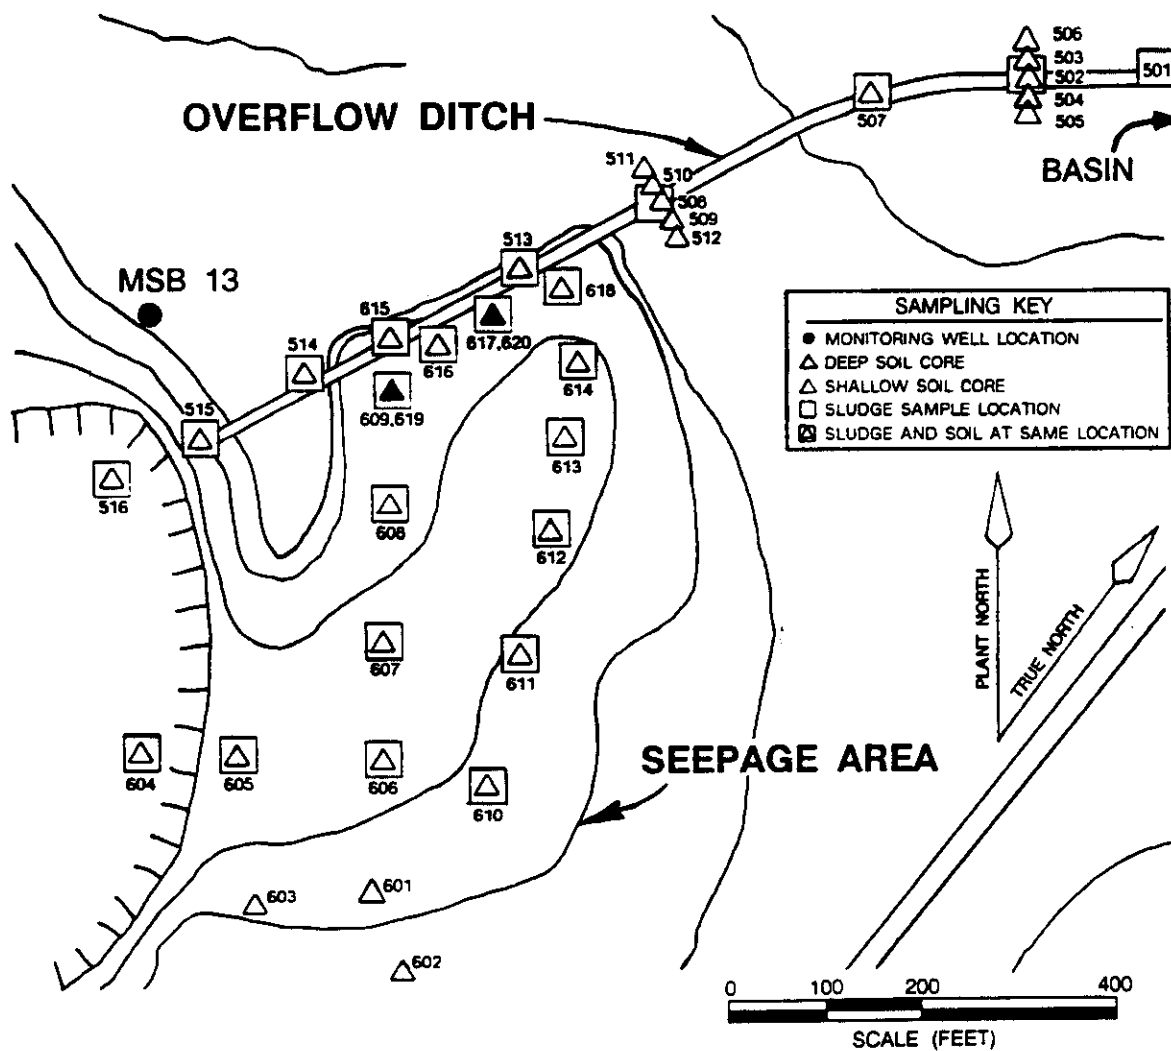 506
503
502
504
505
501
507
BASIN
OVERFLOW DITCH
511
510
508
509
512
513
618
MSB 13
615
617,620
616
514
609,619
614
515
613
516
608
612
607
611
604
605
606
610
603
601
602
SEEPAGE AREA
SAMPLING KEY
MONITORING WELL LOCATION
DEEP SOIL CORE
SHALLOW SOIL CORE
SLUDGE SAMPLE LOCATION
SLUDGE AND SOIL AT SAME LOCATION
PLANT NORTH
TRUE NORTH
0 100 200 400
SCALE (FEET)